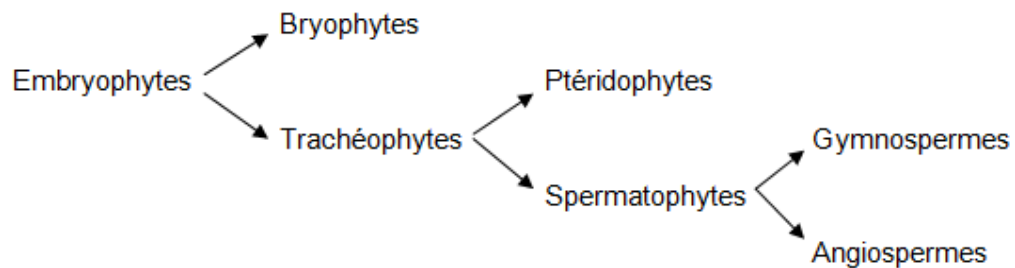 Bryophytes
Embryophytes
Ptéridophytes
Trachéophytes
Gymnospermes
Spermatophytes
Angiospermes